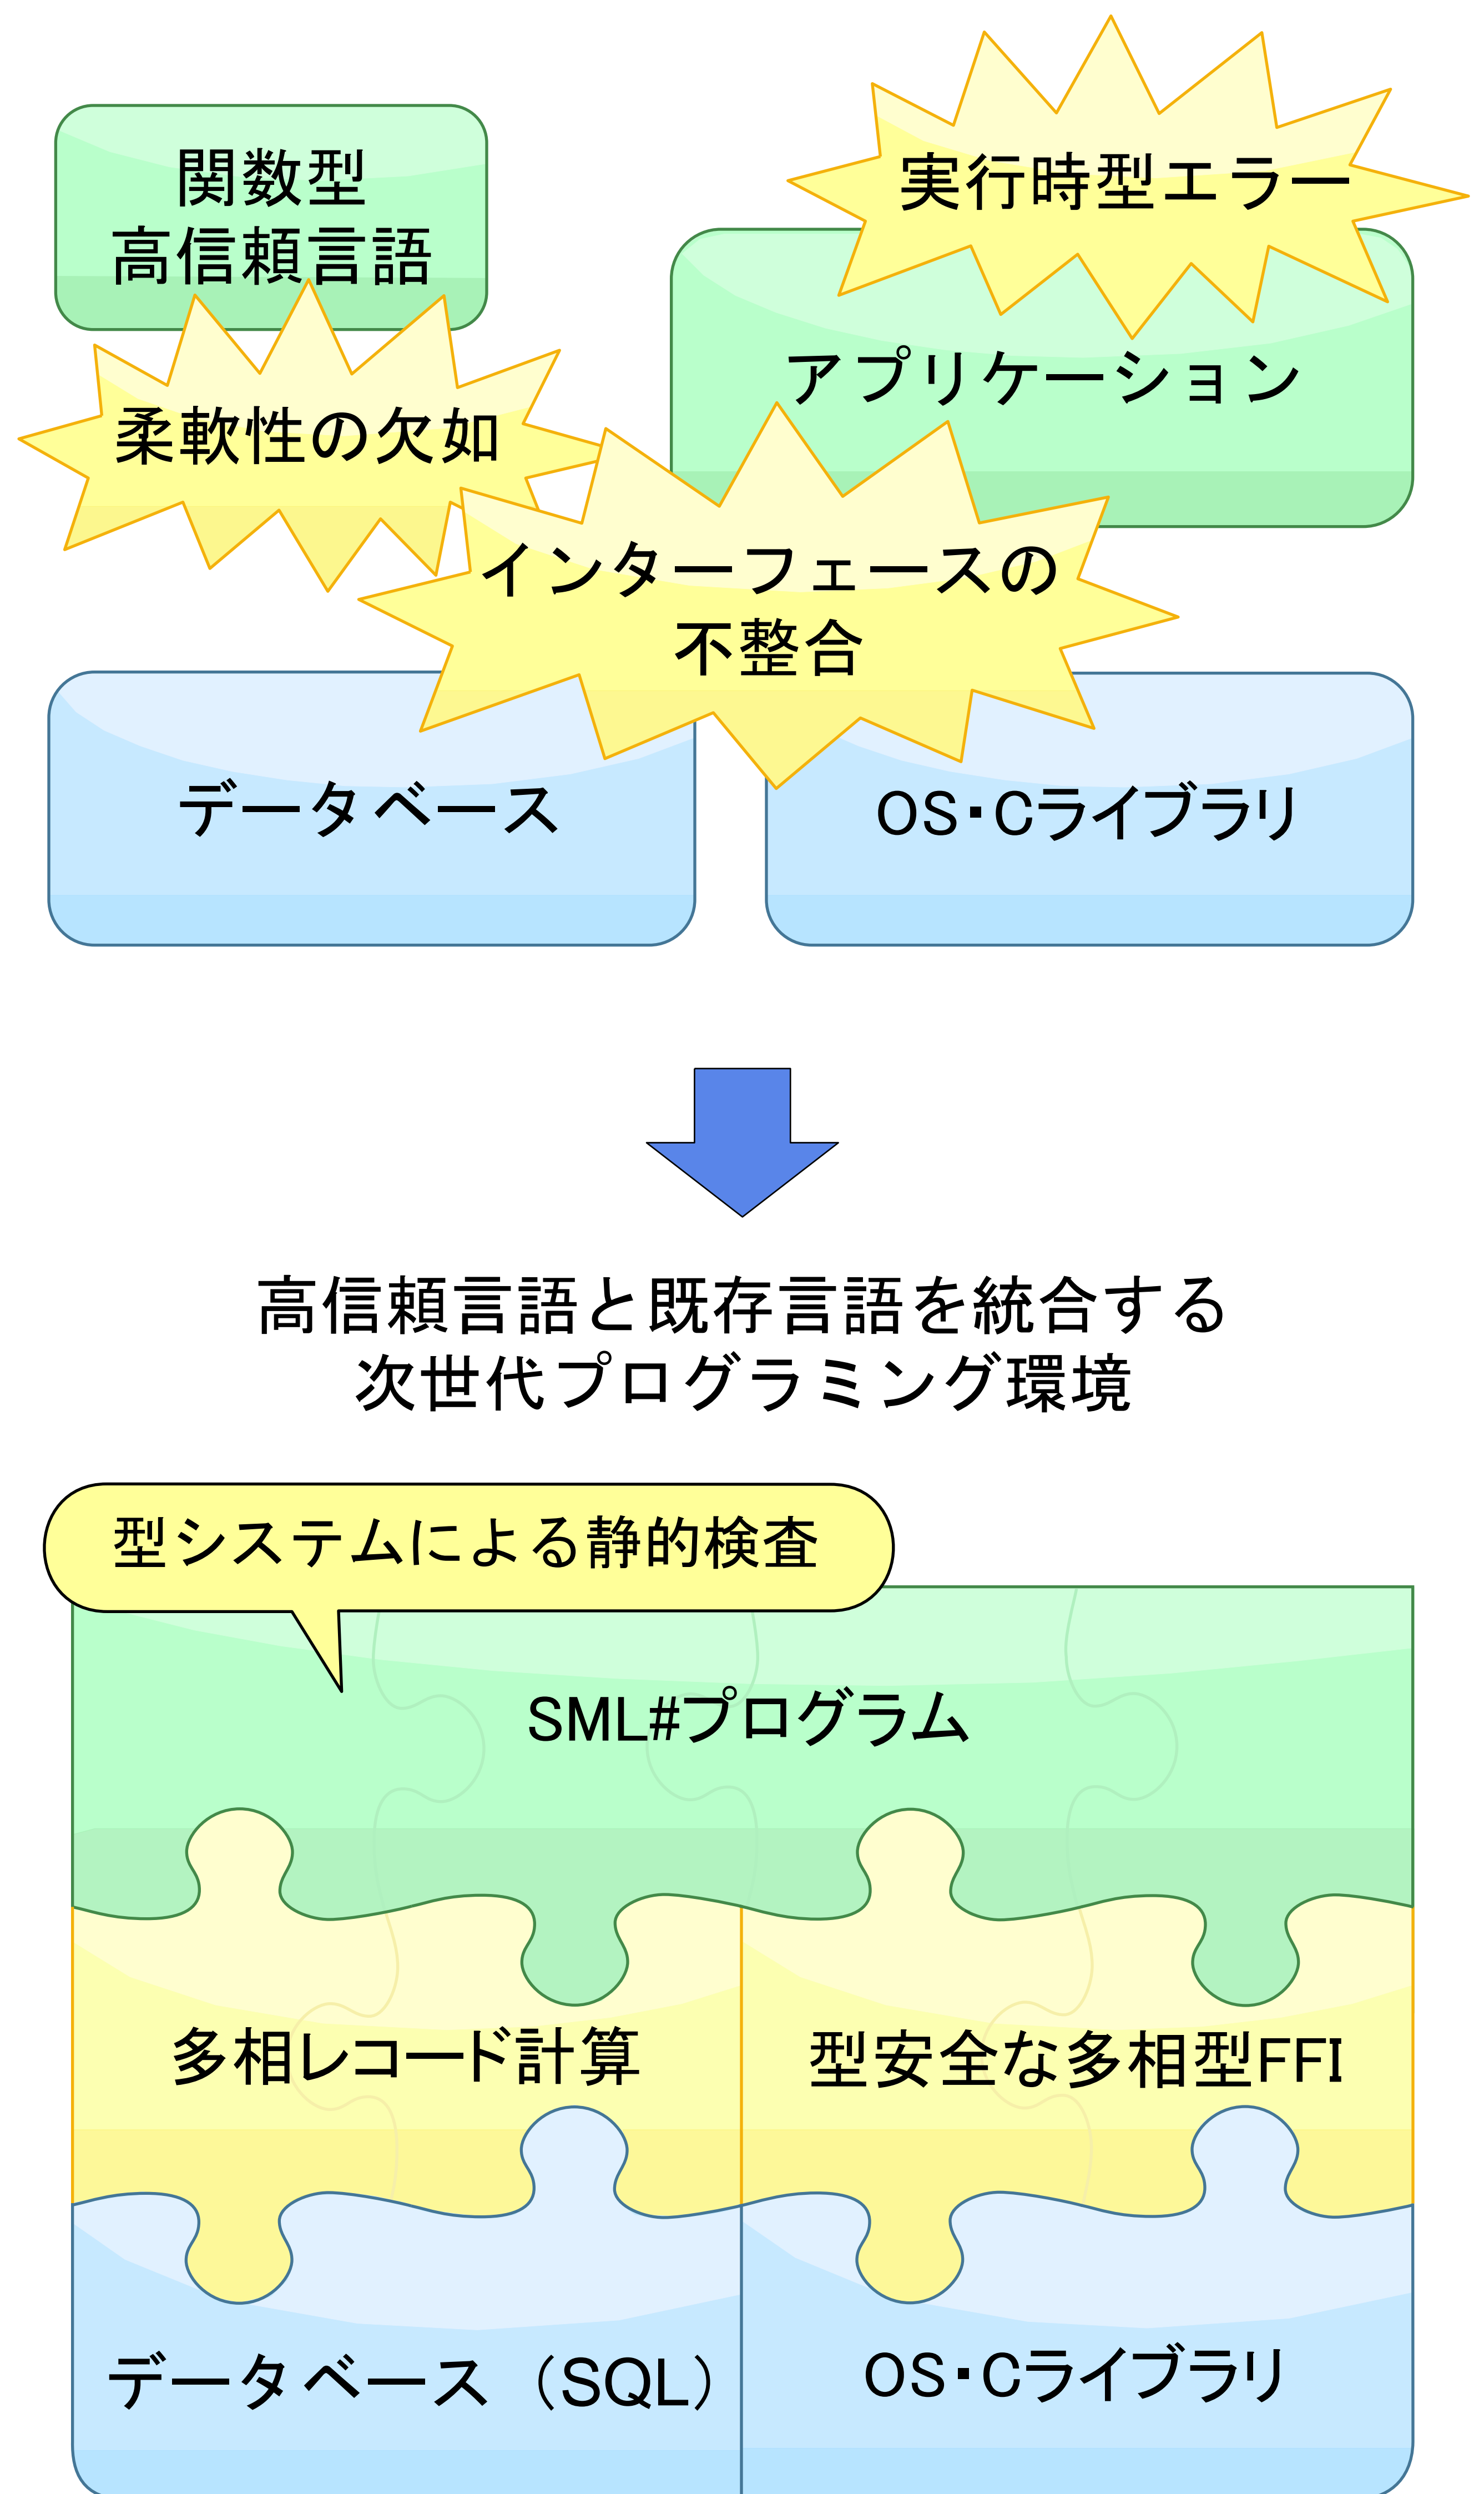 関数型
高信頼言語
実行時型エラー
アプリケーション
柔軟性の欠如
インターフェースの
不整合
データベース
OS・Cライブラリ
高信頼言語と既存言語を統合する
次世代プログラミング環境
型システムによる静的検査
SML#プログラム
多相レコード計算
型安全な多相型FFI
データベース（SQL）
OS・Cライブラリ